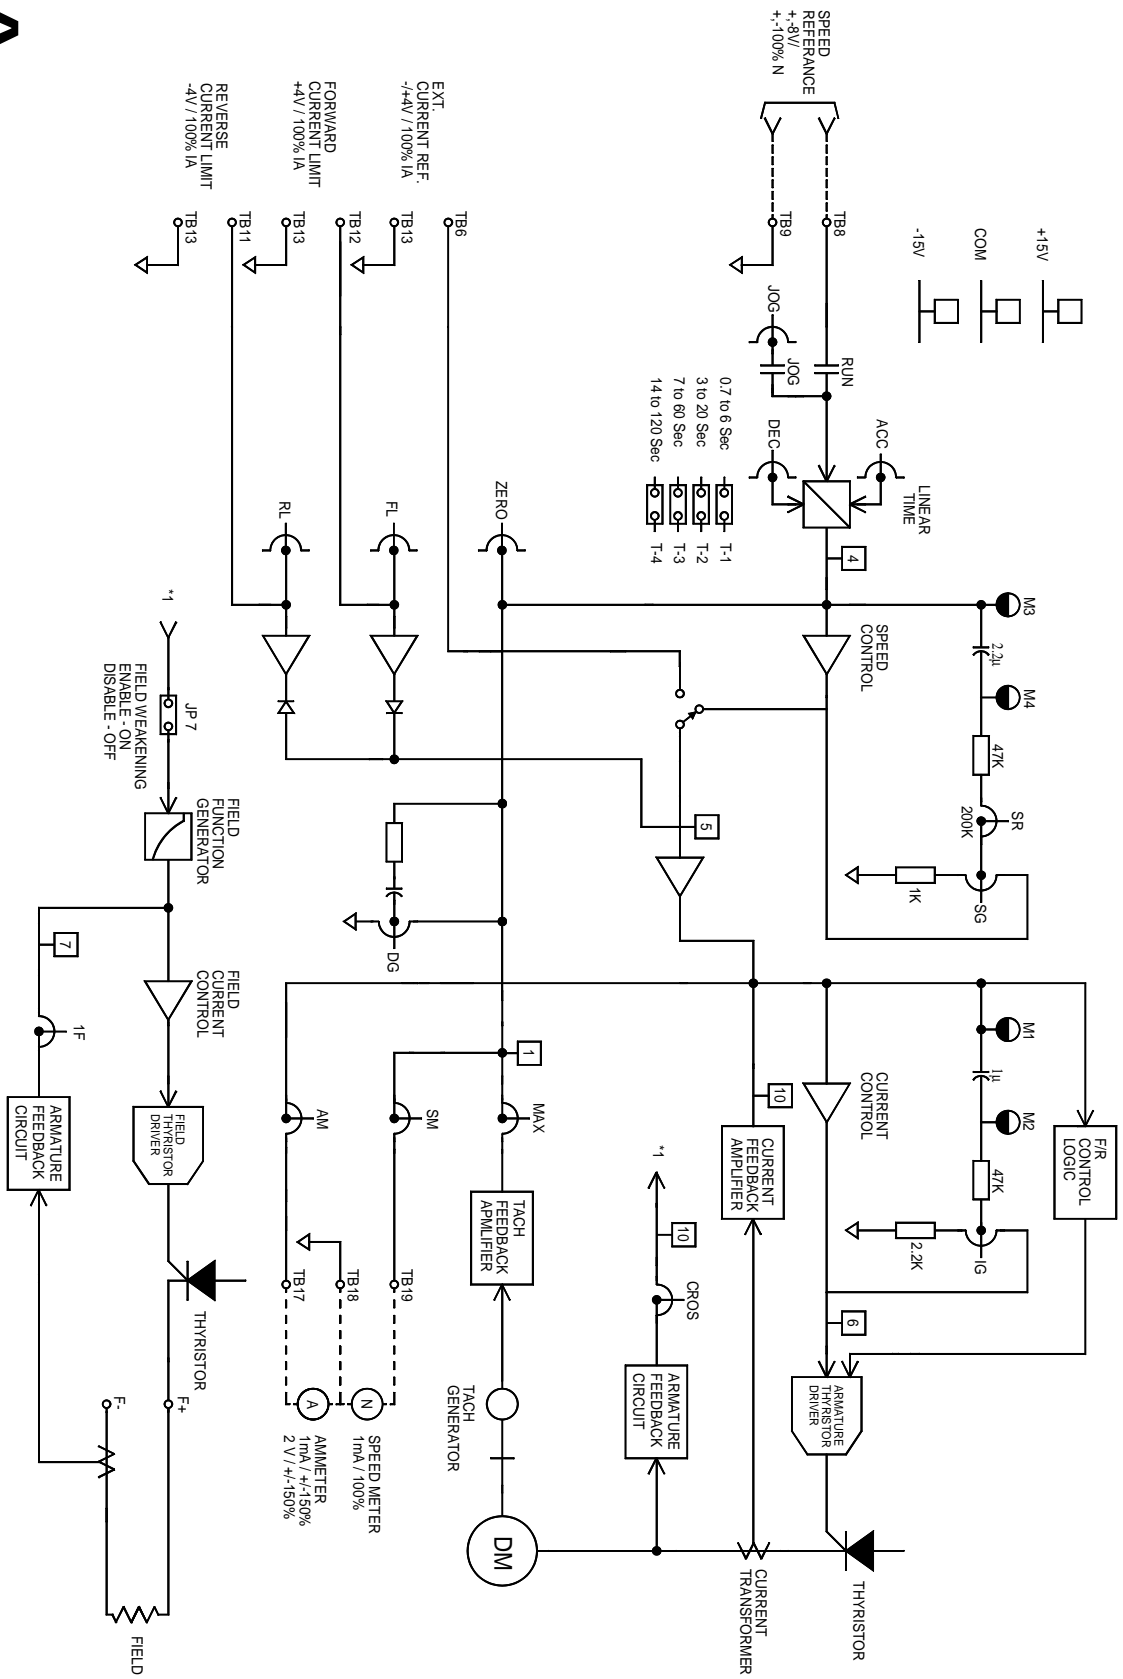 SPEED
REFERANCE
+,-8V/
+,-100% N
TB8
TB9
+15V
COM
-15V
RUN
JOG
JOG
ACC
DEC
LINEAR
TIME
0.7 to 6 Sec
3 to 20 Sec
7 to 60 Sec
14 to 120 Sec
T-1
T-2
T-3
T-4
4
M3
2.2µ
M4
47K
SR
200K
SG
1K
SPEED
CONTROL
M1
1µ
M2
47K
IG
2.2K
F/R
CONTROL
LOGIC
CURRENT
CONTROL
6
ARMATURE
THYRISTOR
DRIVER
THYRISTOR
EXT.
CURRENT REF.
-/+4V / 100% IA
TB6
TB13
FORWARD
CURRENT LIMIT
+4V / 100% IA
TB12
TB13
REVERSE
CURRENT LIMIT
-4V / 100% IA
TB11
TB13
ZERO
FL
RL
5
DG
10
CURRENT
FEEDBACK
AMPLIFIER
CURRENT
TRANSFORMER
*1
10
CROS
ARMATURE
FEEDBACK
CIRCUIT
1
MAX
TACH
FEEDBACK
APMLIFIER
TACH
GENERATOR
DM
SM
AM
TB19
TB18
TB17
N
A
SPEED METER
1mA / 100%
AMMETER
1mA / +/-150%
2 V / +/-150%
*1
JP 7
FIELD WEAKENING
ENABLE - ON
DISABLE - OFF
FIELD
FUNCTION
GENERATOR
FIELD
CURRENT
CONTROL
FIELD
THYRISTOR
DRIVER
THYRISTOR
7
1F
ARMATURE
FEEDBACK
CIRCUIT
F+
F-
FIELD